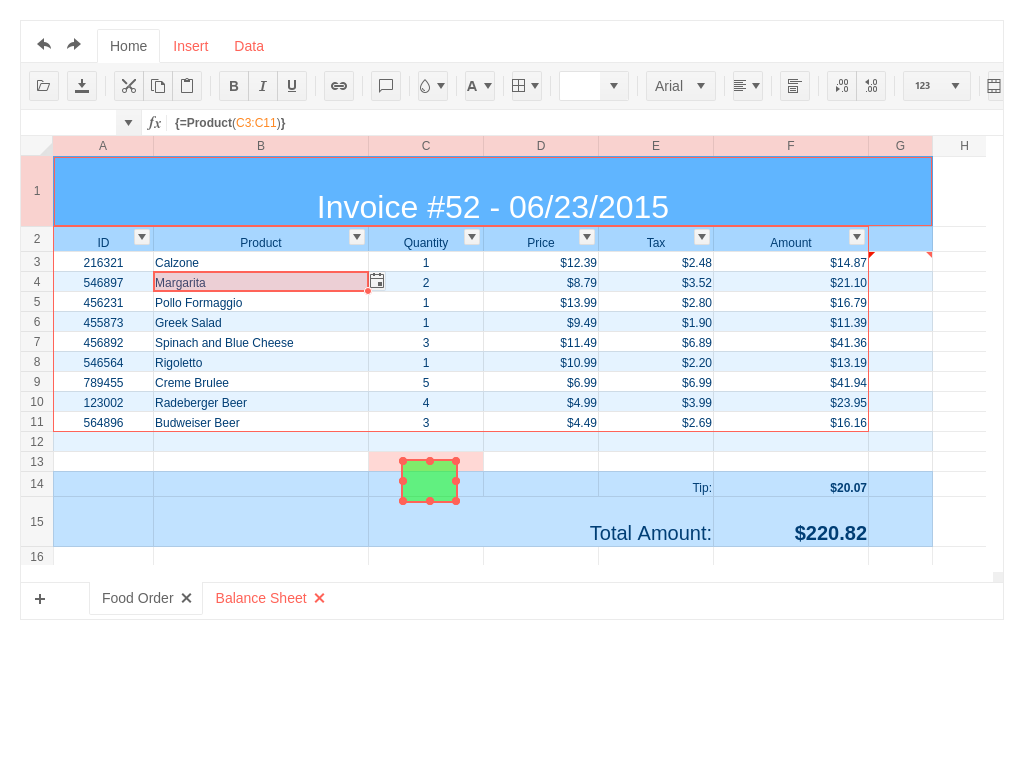 Home Insert Data
B I U A Arial .00 .0 .0 .00 123
fx {=Product(C3:C11)}
A B C D E F G H
1 Invoice #52 - 06/23/2015
2 ID Product Quantity Price Tax Amount
3 216321 Calzone 1 $12.39 $2.48 $14.87
4 546897 Margarita 2 $8.79 $3.52 $21.10
5 456231 Pollo Formaggio 1 $13.99 $2.80 $16.79
6 455873 Greek Salad 1 $9.49 $1.90 $11.39
7 456892 Spinach and Blue Cheese 3 $11.49 $6.89 $41.36
8 546564 Rigoletto 1 $10.99 $2.20 $13.19
9 789455 Creme Brulee 5 $6.99 $6.99 $41.94
10 123002 Radeberger Beer 4 $4.99 $3.99 $23.95
11 564896 Budweiser Beer 3 $4.49 $2.69 $16.16
12
13
14 Tip: $20.07
15 Total Amount: $220.82
16
+ Food Order Balance Sheet